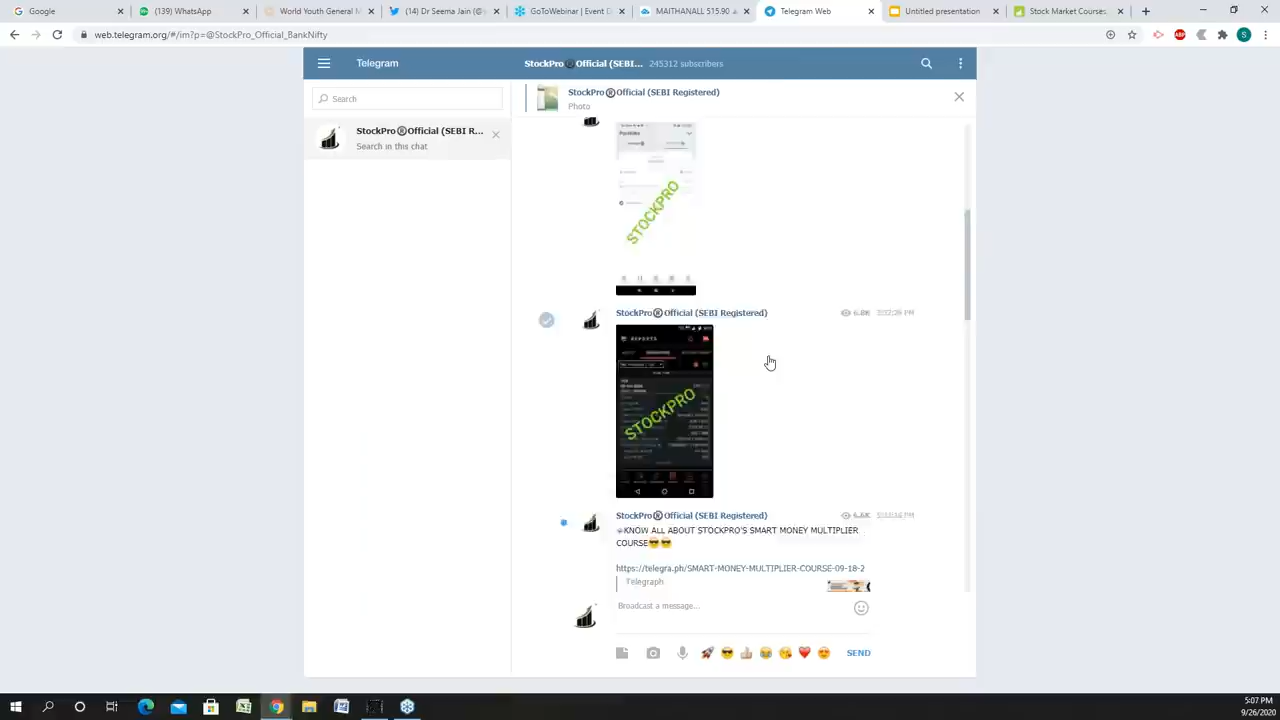 Google
(139) WhatsApp
World Youth General M
(14) Dr Seema Jain (@
GoToWebinar | Event D
MAITHANALL 515.90
Telegram Web
Untitled presentation
Stock Market Courses:
web.telegram.org/#/im?p=@StockPro_Official_BankNifty
Telegram
StockPro®Official (SEBI... 245312 subscribers
Search
StockPro®Official (SEBI Registered)
Photo
StockPro®Official (SEBI R...
Search in this chat
Portfolio
STOCKPRO
StockPro®Official (SEBI Registered)
REPORTS
STOCKPRO
StockPro®Official (SEBI Registered)
KNOW ALL ABOUT STOCKPRO'S SMART MONEY MULTIPLIER
COURSE😎😎
https://telegra.ph/SMART-MONEY-MULTIPLIER-COURSE-09-18-2
Telegraph
Broadcast a message...
SEND
5:07 PM
9/26/2020